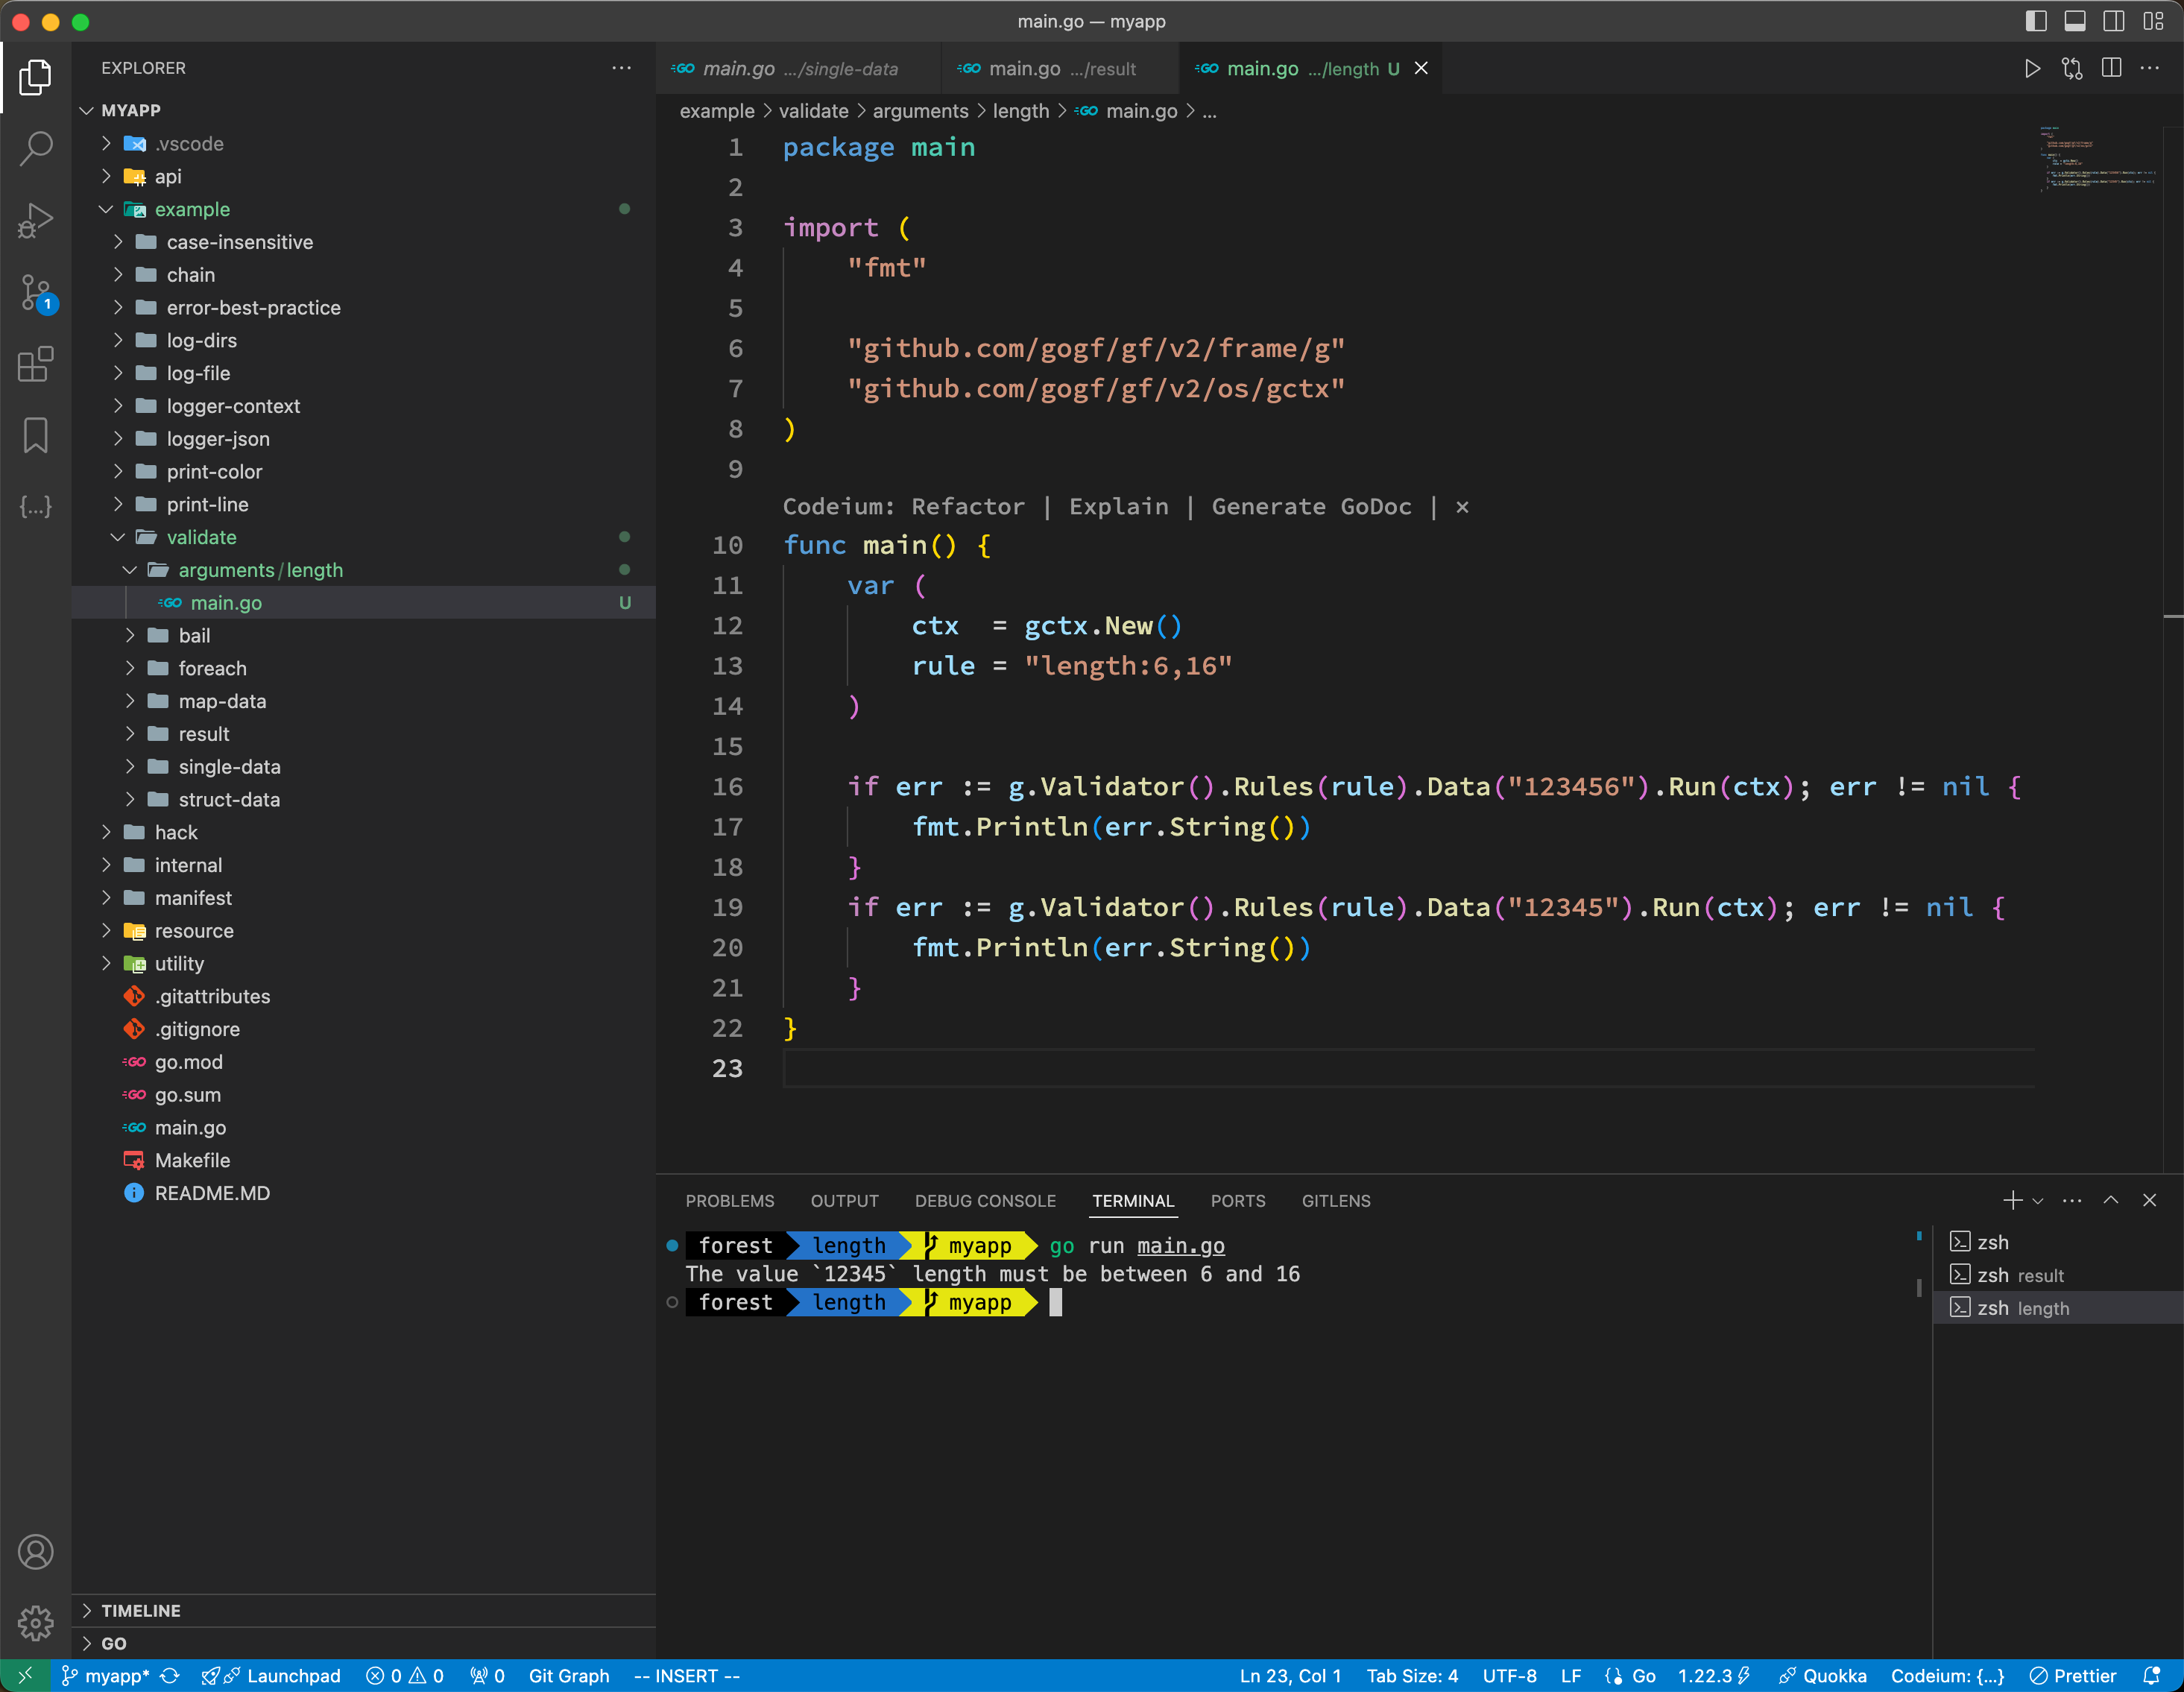 main.go — myapp
EXPLORER
MYAPP
.vscode
api
example
case-insensitive
chain
error-best-practice
log-dirs
log-file
logger-context
logger-json
print-color
print-line
validate
arguments/length
main.go U
bail
foreach
map-data
result
single-data
struct-data
hack
internal
manifest
resource
utility
.gitattributes
.gitignore
go.mod
go.sum
main.go
Makefile
README.MD
TIMELINE
GO
1
main.go .../single-data main.go .../result main.go .../length U
example > validate > arguments > length > main.go > ...
1 package main
2
3 import (
4 "fmt"
5
6 "github.com/gogf/gf/v2/frame/g"
7 "github.com/gogf/gf/v2/os/gctx"
8 )
9
Codeium: Refactor | Explain | Generate GoDoc | ×
10 func main() {
11 var (
12 ctx  = gctx.New()
13 rule = "length:6,16"
14 )
15
16 if err := g.Validator().Rules(rule).Data("123456").Run(ctx); err != nil {
17 fmt.Println(err.String())
18 }
19 if err := g.Validator().Rules(rule).Data("12345").Run(ctx); err != nil {
20 fmt.Println(err.String())
21 }
22 }
23
PROBLEMS OUTPUT DEBUG CONSOLE TERMINAL PORTS GITLENS
forest length myapp go run main.go
The value `12345` length must be between 6 and 16
forest length myapp
zsh
zsh result
zsh length
myapp* Launchpad 0 0 0 Git Graph -- INSERT -- Ln 23, Col 1 Tab Size: 4 UTF-8 LF Go 1.22.3 Quokka Codeium: {...} Prettier